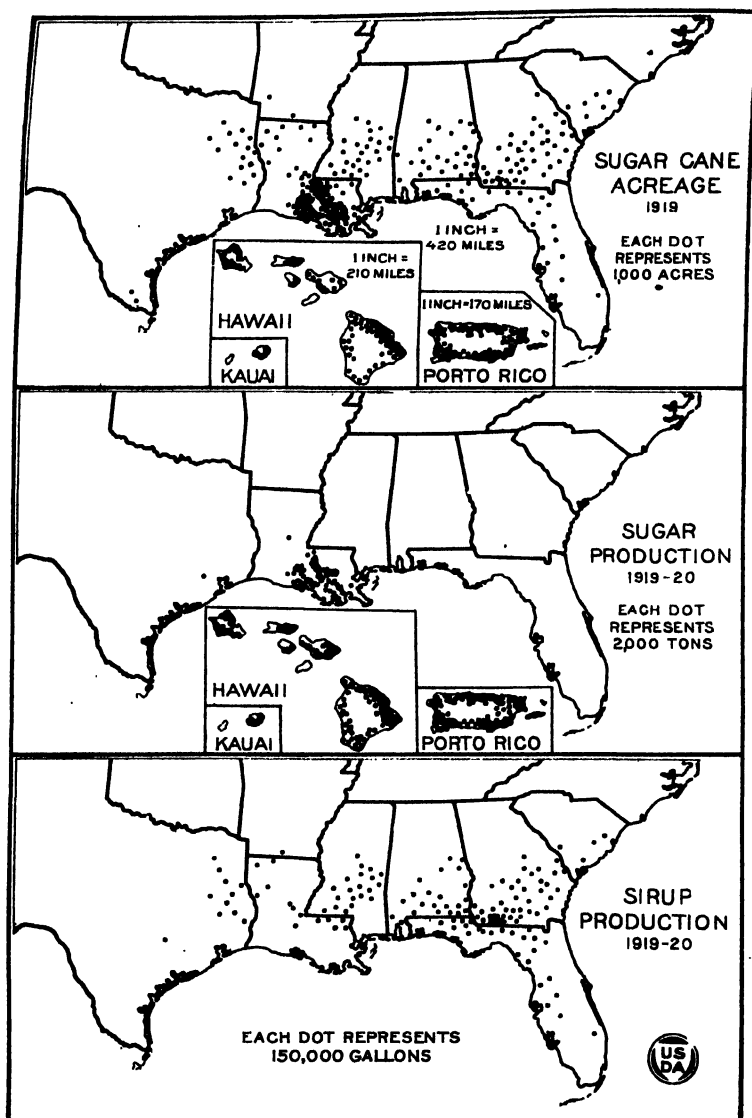 SUGAR CANE
ACREAGE
1919
EACH DOT
REPRESENTS
1,000 ACRES
1 INCH =
420 MILES
1 INCH =
210 MILES
HAWAII
KAUAI
1 INCH=170 MILES
PORTO RICO
SUGAR
PRODUCTION
1919-20
EACH DOT
REPRESENTS
2,000 TONS
HAWAII
KAUAI
PORTO RICO
SIRUP
PRODUCTION
1919-20
EACH DOT REPRESENTS
150,000 GALLONS
US
DA